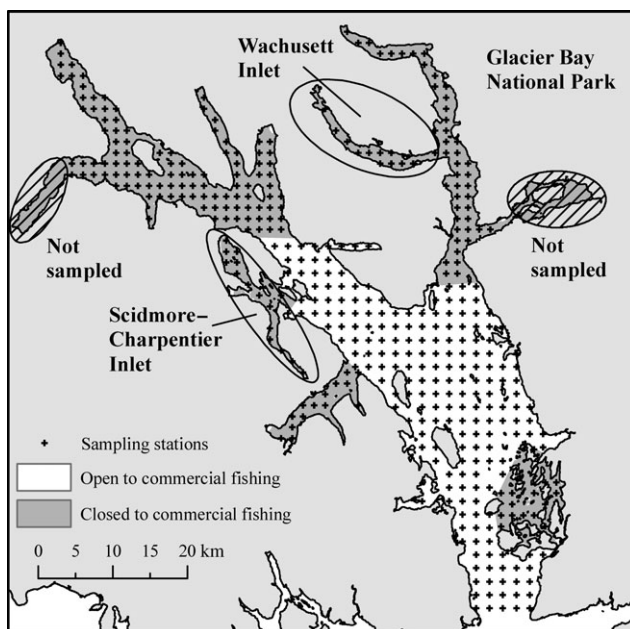 Wachusett
Inlet
Glacier Bay
National Park
Not
sampled
Not
sampled
Scidmore–
Charpentier
Inlet
Sampling stations
Open to commercial fishing
Closed to commercial fishing
0 5 10 15 20 km